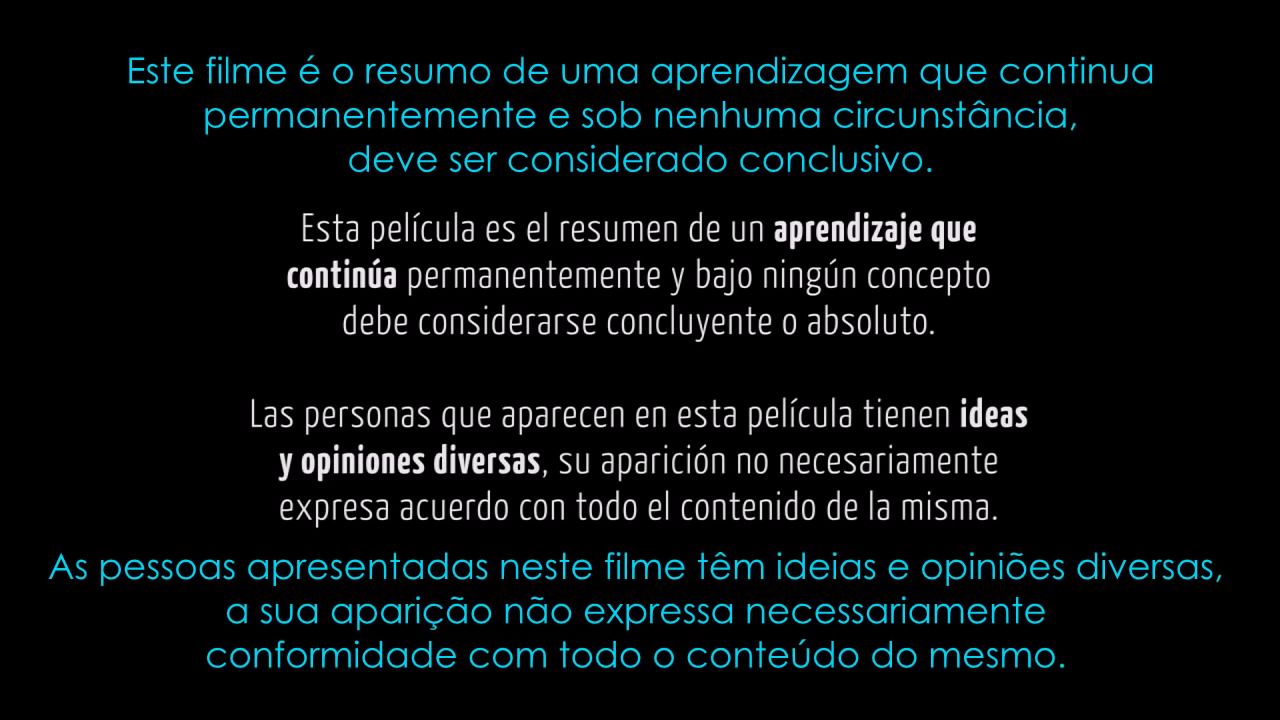 Este filme é o resumo de uma aprendizagem que continua
permanentemente e sob nenhuma circunstância,
deve ser considerado conclusivo.
Esta película es el resumen de un aprendizaje que
continúa permanentemente y bajo ningún concepto
debe considerarse concluyente o absoluto.
Las personas que aparecen en esta película tienen ideas
y opiniones diversas, su aparición no necesariamente
expresa acuerdo con todo el contenido de la misma.
As pessoas apresentadas neste filme têm ideias e opiniões diversas,
a sua aparição não expressa necessariamente
conformidade com todo o conteúdo do mesmo.